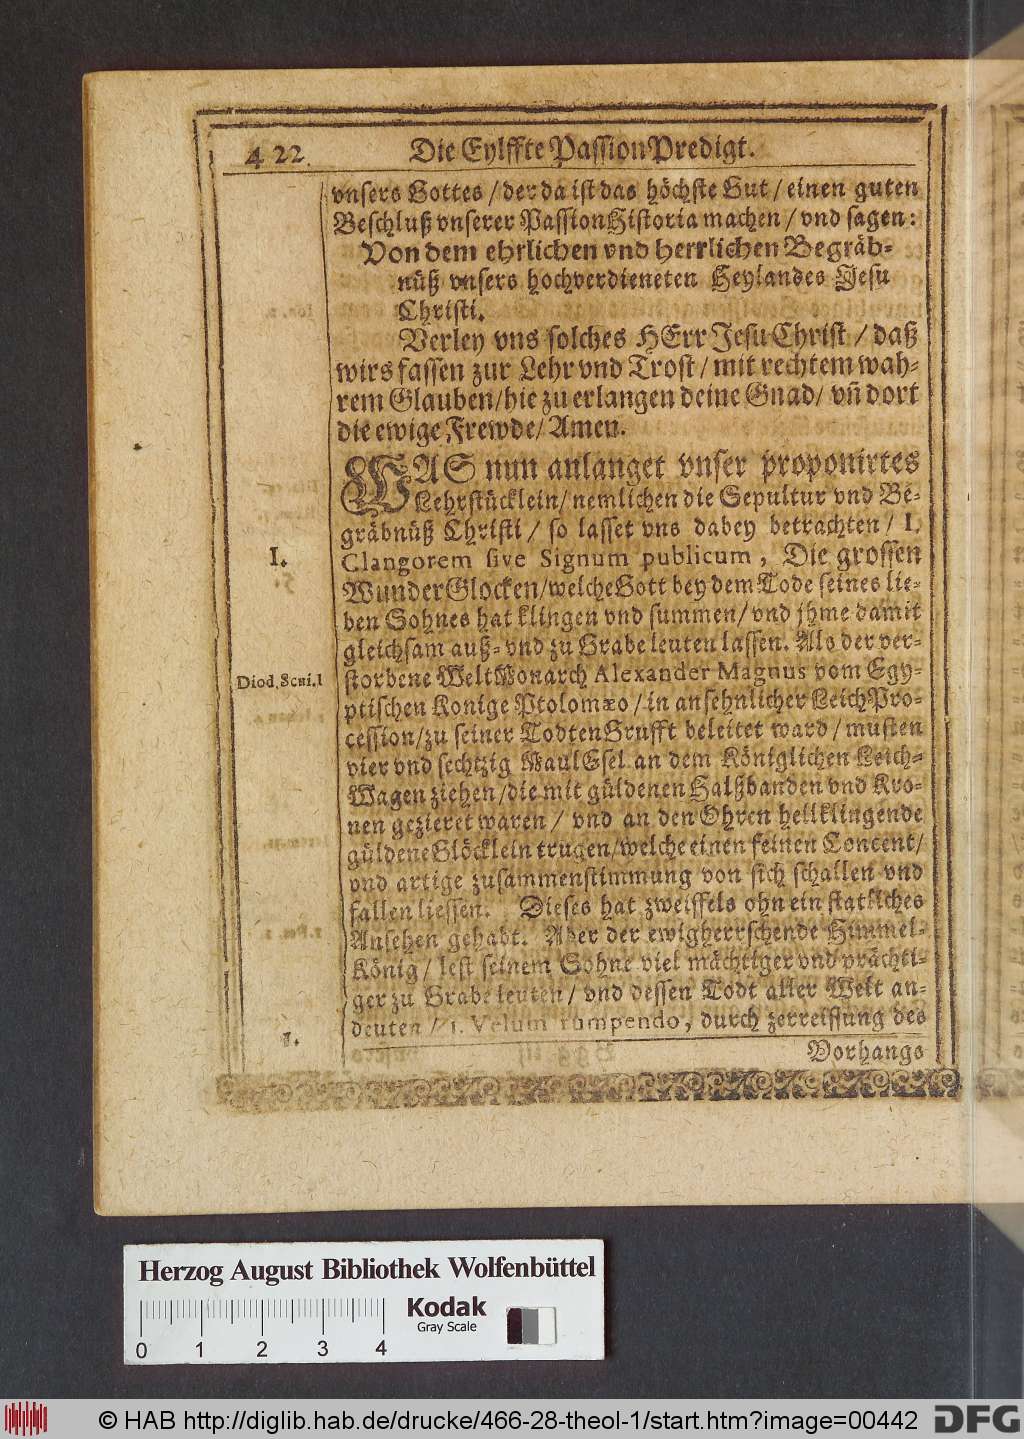 422.
Die Eylffte PassionPredigt.
vnsers Gottes / der da ist das höchste Gut / einen guten
Beschluß vnserer PassionHistoria machen / vnd sagen:
Von dem ehrlichen vnd herrlichen Begräb-
nüß vnsers hochverdieneten Heylandes Jesu
Christi.
Verley vns solches HErr Jesu Christ / daß
wirs fassen zur Lehr vnd Trost / mit rechtem wah-
rem Glauben / hie zu erlangen deine Gnad / vn̄ dort
die ewige Frewde / Amen.
WAS nun anlanget vnser proponirtes
Lehrstücklein / nemlichen die Sepultur vnd Be-
gräbnüß Christi / so lasset vns dabey betrachten / I.
I.
Clangorem sive Signum publicum, Die grossen
WunderGlocken / welche Gott bey dem Tode seines lie-
ben Sohnes hat klingen vnd summen / vnd jhme damit
gleichsam auß- vnd zu Grabe leuten lassen. Als der ver-
Diod. Scni. l
storbene WeltMonarch Alexander Magnus vom Egy-
ptischen Konige Ptolomæo / in ansehnlicher LeichPro-
cession / zu seiner TodtenGrufft beleitet ward / musten
vier vnd sechtzig MaulEsel an dem Königlichen Leich-
Wagen ziehen / die mit güldenen Halßbanden vnd Kro-
nen gezieret waren / vnd an den Ohren hellklingende
güldene Glöcklein trugen / welche einen feinen Concent /
vnd artige zusammenstimmung von sich schallen vnd
fallen liessen. Dieses hat zweiffels ohn ein statliches
Ansehen gehabt. Aber der ewigherrschende Himmel-
König / lest seinem Sohne viel mächtiger vnd prächti-
ger zu Grabe leuten / vnd dessen Todt aller Welt an-
1.
deuten / 1. Velum rumpendo, durch zerreissung des
Vorhangs
Herzog August Bibliothek Wolfenbüttel
Kodak
Gray Scale
0 1 2 3 4
© HAB http://diglib.hab.de/drucke/466-28-theol-1/start.htm?image=00442
DFG